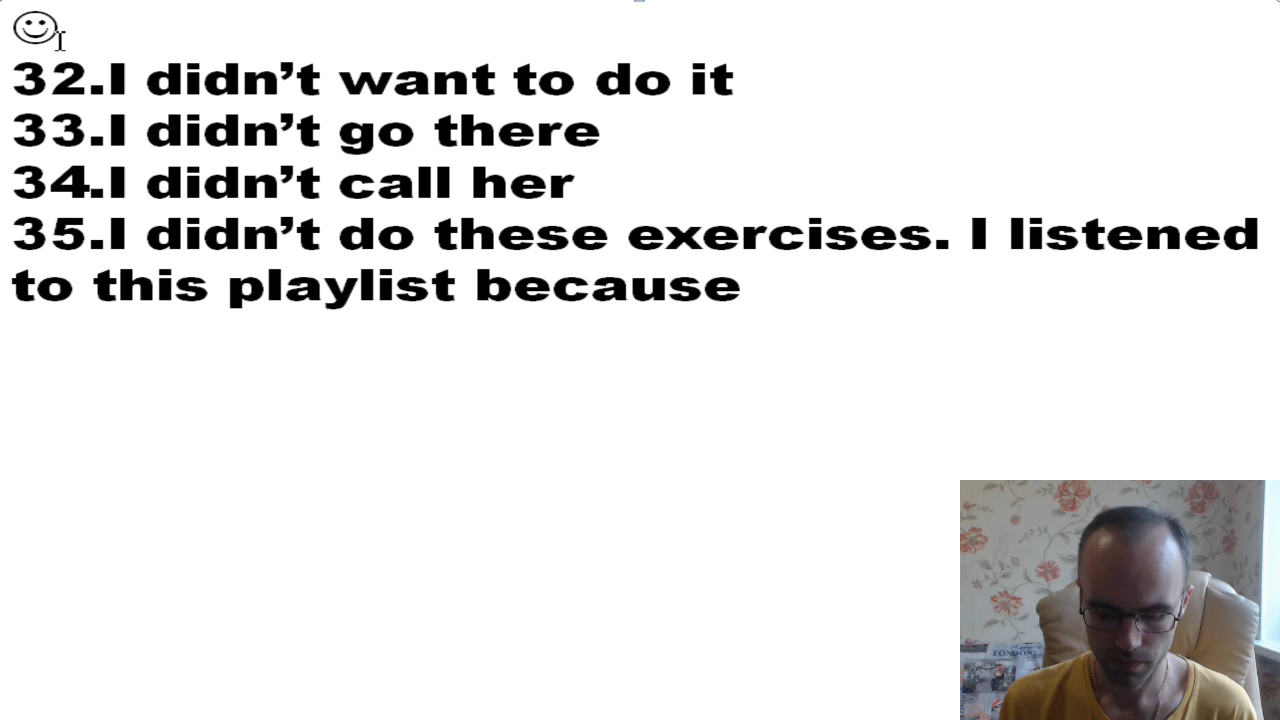 32.I didn’t want to do it
33.I didn’t go there
34.I didn’t call her
35.I didn’t do these exercises. I listened
to this playlist because
LONDON